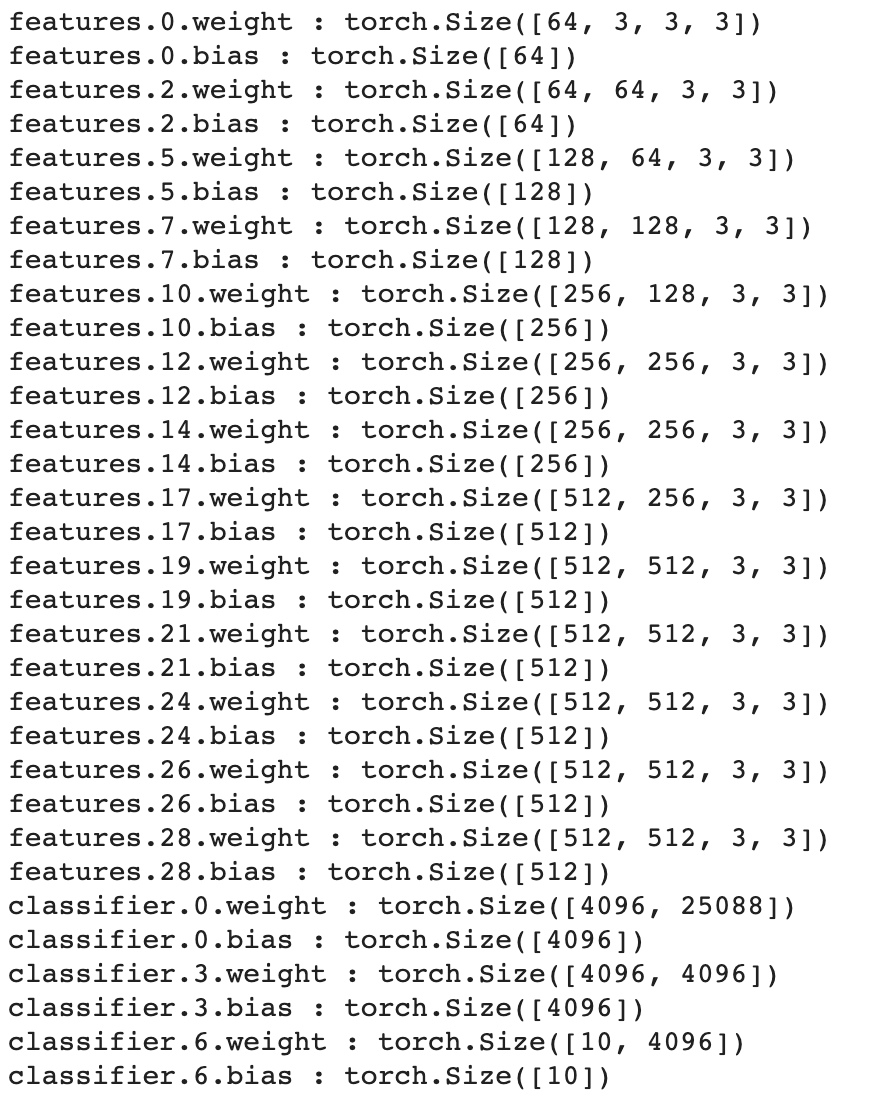 features.0.weight : torch.Size([64, 3, 3, 3])
features.0.bias : torch.Size([64])
features.2.weight : torch.Size([64, 64, 3, 3])
features.2.bias : torch.Size([64])
features.5.weight : torch.Size([128, 64, 3, 3])
features.5.bias : torch.Size([128])
features.7.weight : torch.Size([128, 128, 3, 3])
features.7.bias : torch.Size([128])
features.10.weight : torch.Size([256, 128, 3, 3])
features.10.bias : torch.Size([256])
features.12.weight : torch.Size([256, 256, 3, 3])
features.12.bias : torch.Size([256])
features.14.weight : torch.Size([256, 256, 3, 3])
features.14.bias : torch.Size([256])
features.17.weight : torch.Size([512, 256, 3, 3])
features.17.bias : torch.Size([512])
features.19.weight : torch.Size([512, 512, 3, 3])
features.19.bias : torch.Size([512])
features.21.weight : torch.Size([512, 512, 3, 3])
features.21.bias : torch.Size([512])
features.24.weight : torch.Size([512, 512, 3, 3])
features.24.bias : torch.Size([512])
features.26.weight : torch.Size([512, 512, 3, 3])
features.26.bias : torch.Size([512])
features.28.weight : torch.Size([512, 512, 3, 3])
features.28.bias : torch.Size([512])
classifier.0.weight : torch.Size([4096, 25088])
classifier.0.bias : torch.Size([4096])
classifier.3.weight : torch.Size([4096, 4096])
classifier.3.bias : torch.Size([4096])
classifier.6.weight : torch.Size([10, 4096])
classifier.6.bias : torch.Size([10])